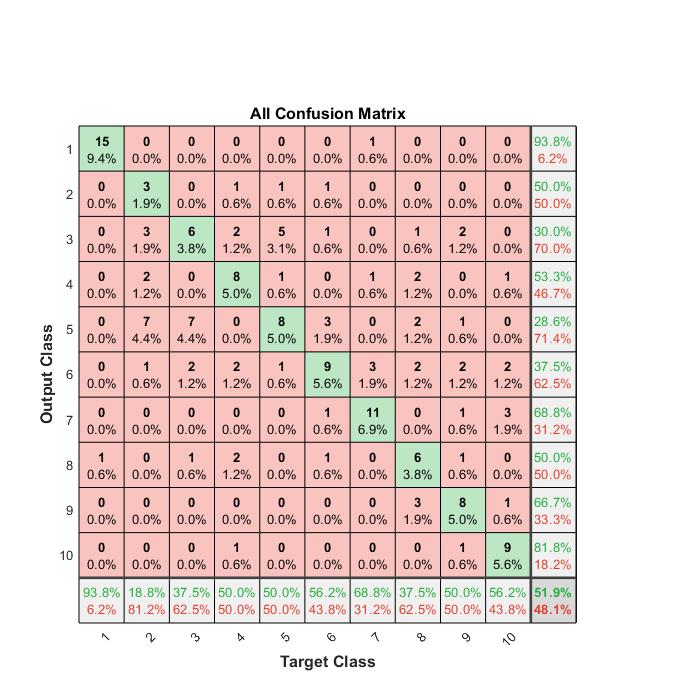 All Confusion Matrix
1 15 0 0 0 0 0 1 0 0 0 93.8%
9.4% 0.0% 0.0% 0.0% 0.0% 0.0% 0.6% 0.0% 0.0% 0.0% 6.2%
2 0 3 0 1 1 1 0 0 0 0 50.0%
0.0% 1.9% 0.0% 0.6% 0.6% 0.6% 0.0% 0.0% 0.0% 0.0% 50.0%
3 0 3 6 2 5 1 0 1 2 0 30.0%
0.0% 1.9% 3.8% 1.2% 3.1% 0.6% 0.0% 0.6% 1.2% 0.0% 70.0%
4 0 2 0 8 1 0 1 2 0 1 53.3%
0.0% 1.2% 0.0% 5.0% 0.6% 0.0% 0.6% 1.2% 0.0% 0.6% 46.7%
5 0 7 7 0 8 3 0 2 1 0 28.6%
0.0% 4.4% 4.4% 0.0% 5.0% 1.9% 0.0% 1.2% 0.6% 0.0% 71.4%
6 0 1 2 2 1 9 3 2 2 2 37.5%
0.0% 0.6% 1.2% 1.2% 0.6% 5.6% 1.9% 1.2% 1.2% 1.2% 62.5%
7 0 0 0 0 0 1 11 0 1 3 68.8%
0.0% 0.0% 0.0% 0.0% 0.0% 0.6% 6.9% 0.0% 0.6% 1.9% 31.2%
8 1 0 1 2 0 1 0 6 1 0 50.0%
0.6% 0.0% 0.6% 1.2% 0.0% 0.6% 0.0% 3.8% 0.6% 0.0% 50.0%
9 0 0 0 0 0 0 0 3 8 1 66.7%
0.0% 0.0% 0.0% 0.0% 0.0% 0.0% 0.0% 1.9% 5.0% 0.6% 33.3%
10 0 0 0 1 0 0 0 0 1 9 81.8%
0.0% 0.0% 0.0% 0.6% 0.0% 0.0% 0.0% 0.0% 0.6% 5.6% 18.2%
93.8% 18.8% 37.5% 50.0% 50.0% 56.2% 68.8% 37.5% 50.0% 56.2% 51.9%
6.2% 81.2% 62.5% 50.0% 50.0% 43.8% 31.2% 62.5% 50.0% 43.8% 48.1%
1 2 3 4 5 6 7 8 9 10
Target Class
Output Class